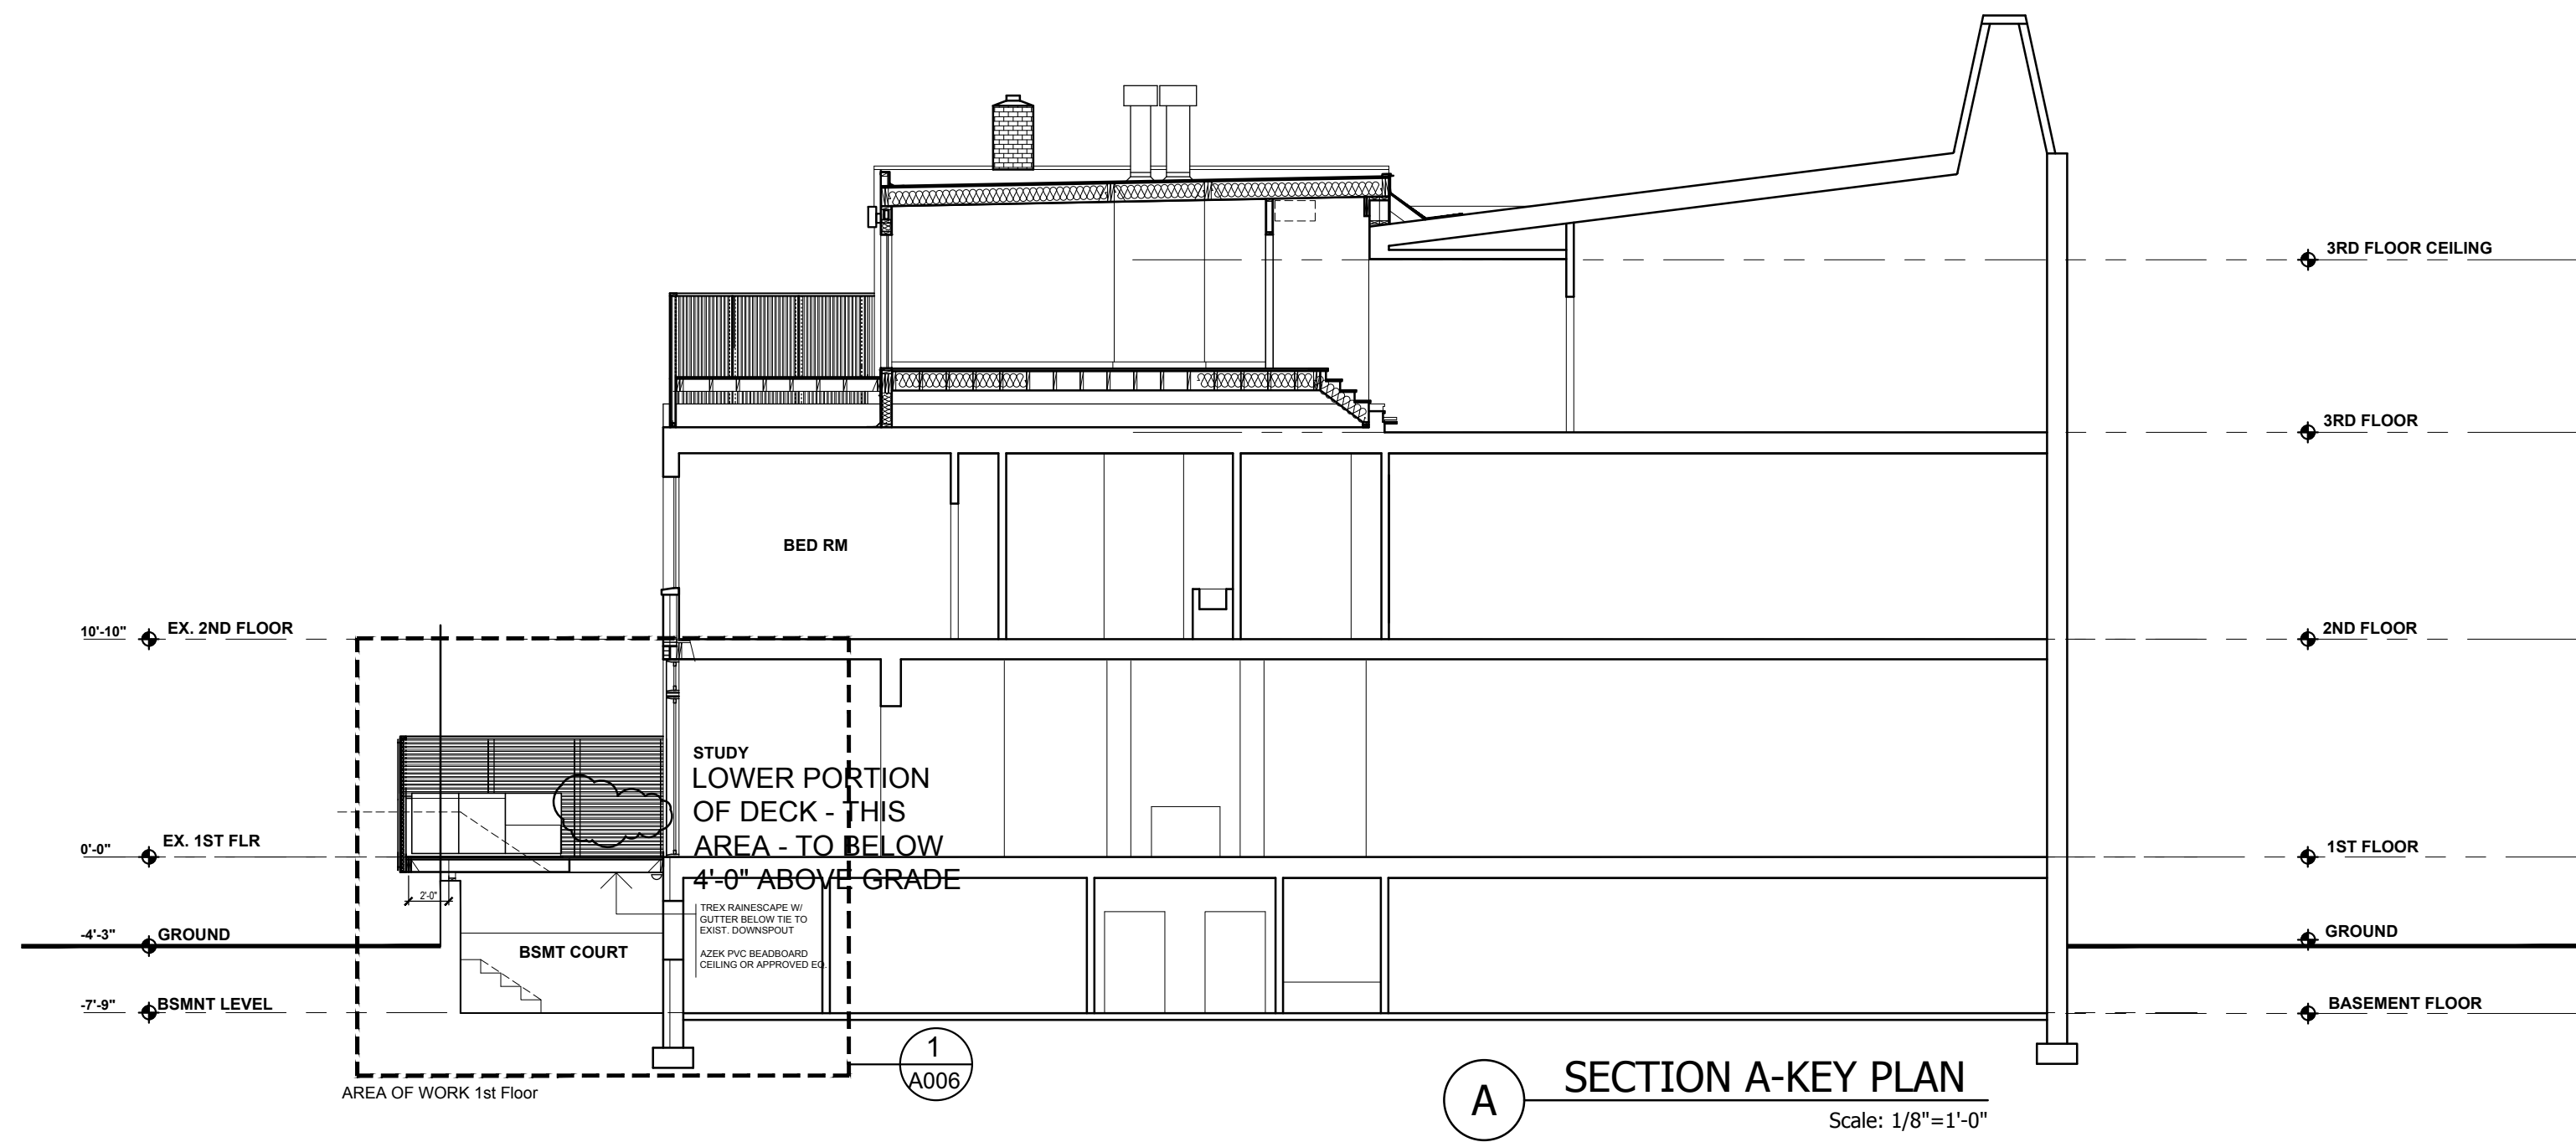 3RD FLOOR CEILING
3RD FLOOR
BED RM
10'-10" EX. 2ND FLOOR
2ND FLOOR
STUDY
LOWER PORTION
OF DECK - THIS
AREA - TO BELOW
4'-0" ABOVE GRADE
0'-0" EX. 1ST FLR
1ST FLOOR
2'-0"
TREX RAINESCAPE W/
GUTTER BELOW TIE TO
EXIST. DOWNSPOUT
AZEK PVC BEADBOARD
CEILING OR APPROVED EQ.
-4'-3" GROUND
GROUND
BSMT COURT
-7'-9" BSMNT LEVEL
BASEMENT FLOOR
1
A006
AREA OF WORK 1st Floor
A
SECTION A-KEY PLAN
Scale: 1/8"=1'-0"